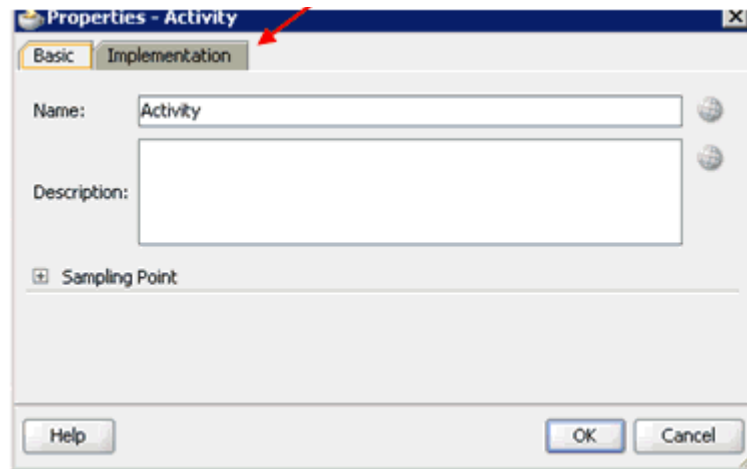 Properties - Activity
Basic Implementation
Name: Activity
Description:
Sampling Point
Help OK Cancel